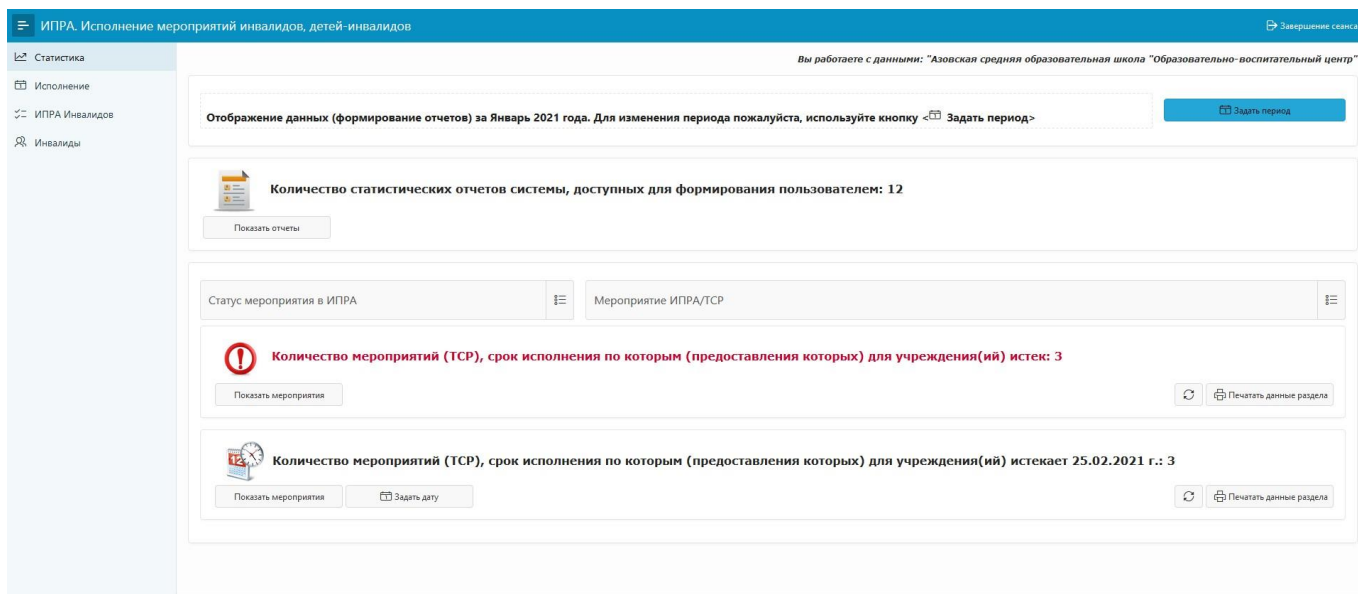 ИПРА. Исполнение мероприятий инвалидов, детей-инвалидов
Завершение сеанса
Статистика
Исполнение
ИПРА Инвалидов
Инвалиды
Вы работаете с данными: "Азовская средняя образовательная школа "Образовательно-воспитательный центр"
Отображение данных (формирование отчетов) за Январь 2021 года. Для изменения периода пожалуйста, используйте кнопку < Задать период>
Задать период
Количество статистических отчетов системы, доступных для формирования пользователем: 12
Показать отчеты
Статус мероприятия в ИПРА
Мероприятие ИПРА/ТСР
Количество мероприятий (ТСР), срок исполнения по которым (предоставления которых) для учреждения(ий) истек: 3
Показать мероприятия
Печатать данные раздела
Количество мероприятий (ТСР), срок исполнения по которым (предоставления которых) для учреждения(ий) истекает 25.02.2021 г.: 3
Показать мероприятия
Задать дату
Печатать данные раздела